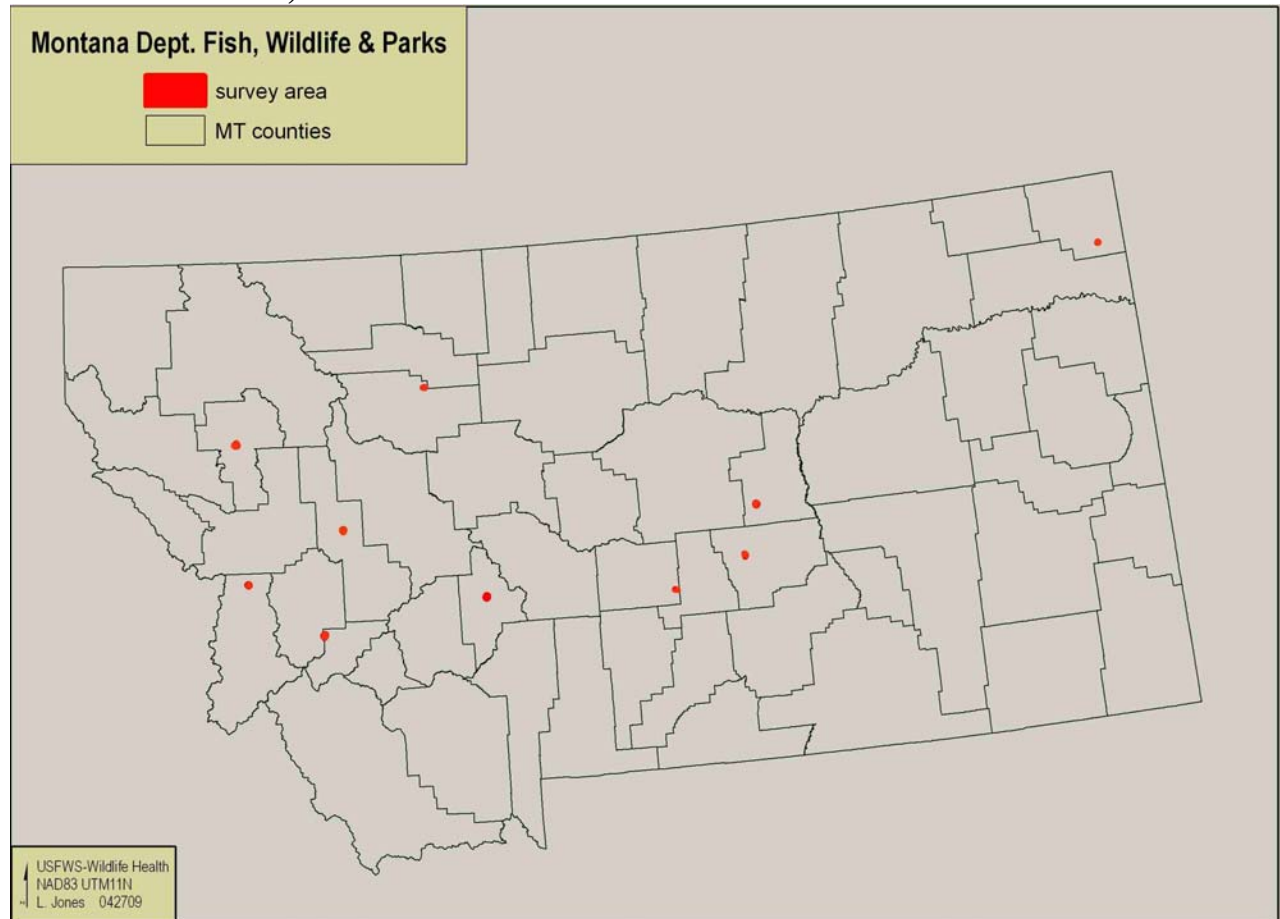 Montana Dept. Fish, Wildlife & Parks
survey area
MT counties
USFWS-Wildlife Health
NAD83 UTM11N
L. Jones 042709